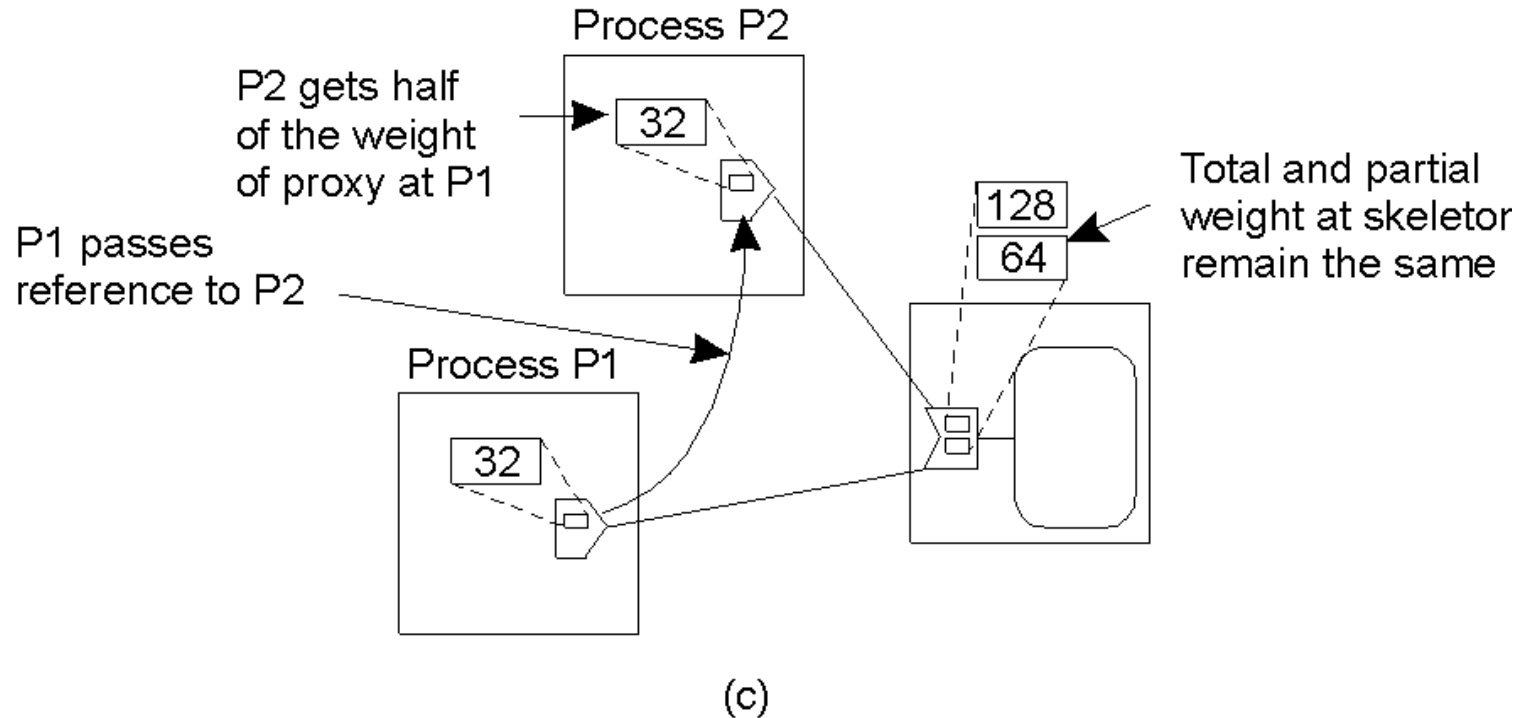 Process P2
P2 gets half
of the weight
of proxy at P1
32
128
64
Total and partial
weight at skeletor
remain the same
P1 passes
reference to P2
Process P1
32
(c)